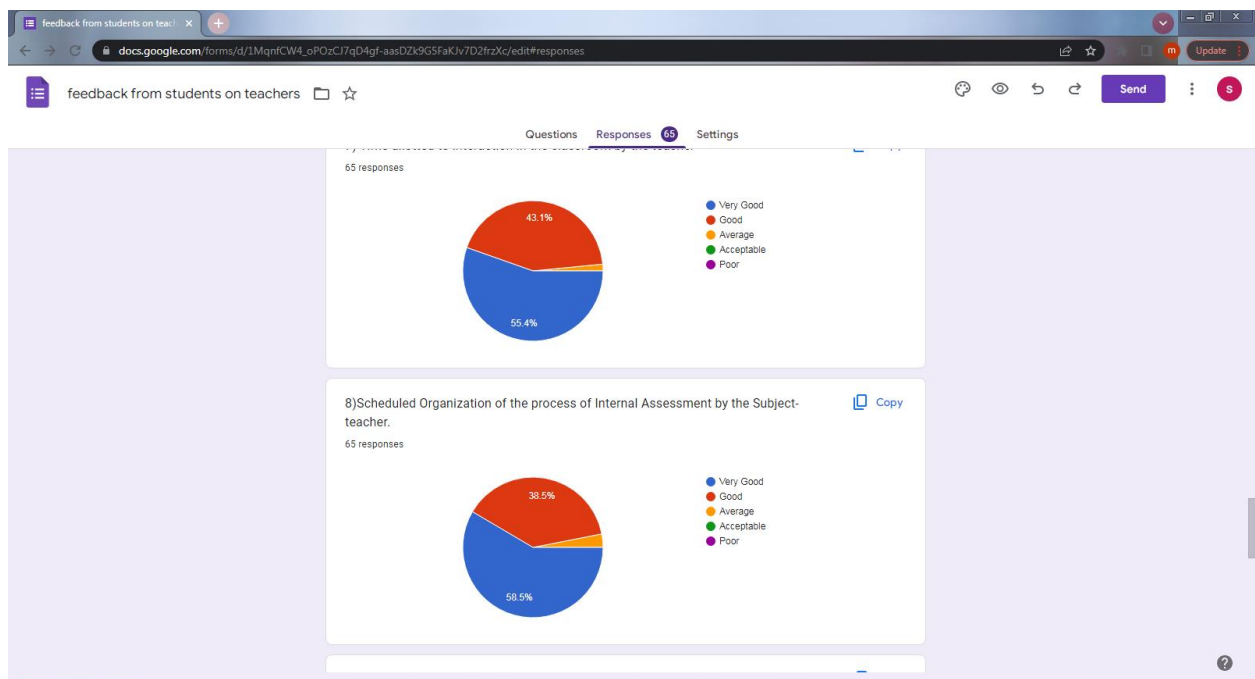 feedback from students on teach
docs.google.com/forms/d/1MqnfCW4_oPOzCJ7qD4gf-aasDZk9G5FaKJv7D2frzXc/edit#responses
m
Update
feedback from students on teachers
Send
S
Questions Responses 65 Settings
65 responses
43.1%
55.4%
Very Good
Good
Average
Acceptable
Poor
8)Scheduled Organization of the process of Internal Assessment by the Subject-
teacher.
Copy
65 responses
38.5%
58.5%
Very Good
Good
Average
Acceptable
Poor